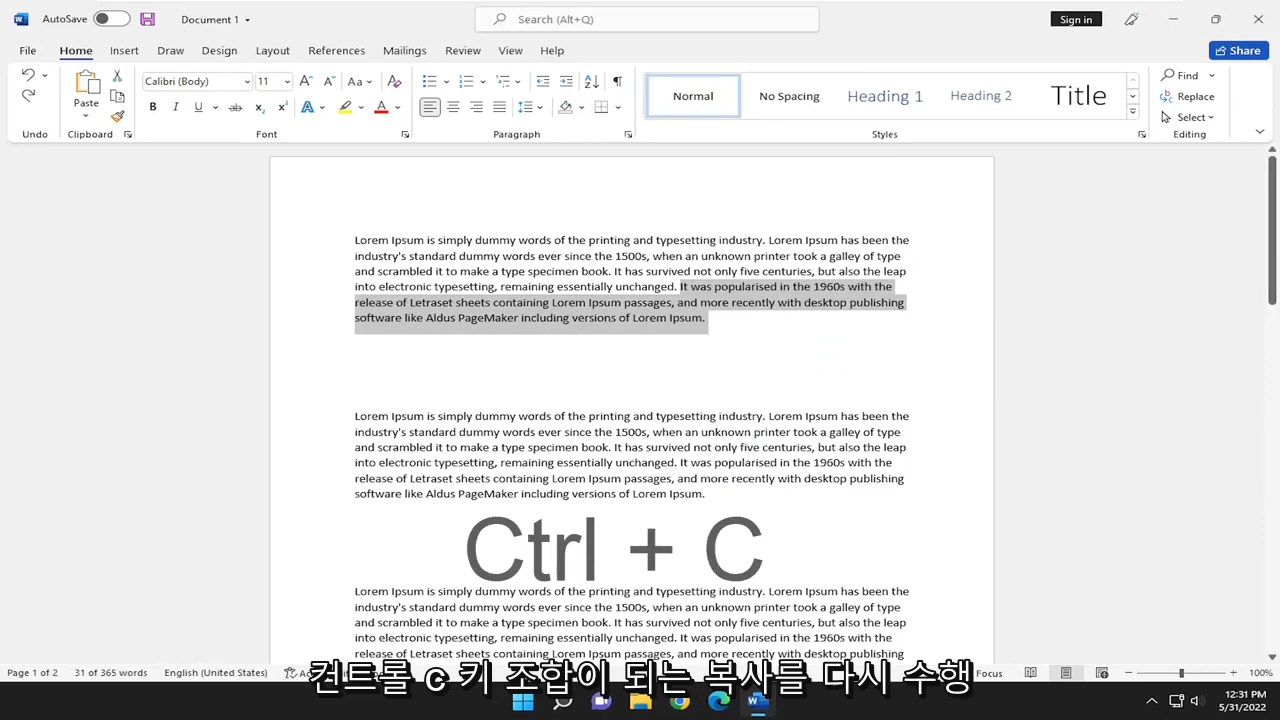 AutoSave
Document 1
Search (Alt+Q)
Sign in
File Home Insert Draw Design Layout References Mailings Review View Help
Share
Paste
Calibri (Body) 11
Normal
No Spacing
Heading 1
Heading 2
Title
Find
Replace
Select
Undo Clipboard Font Paragraph Styles Editing
Lorem Ipsum is simply dummy words of the printing and typesetting industry. Lorem Ipsum has been the
industry's standard dummy words ever since the 1500s, when an unknown printer took a galley of type
and scrambled it to make a type specimen book. It has survived not only five centuries, but also the leap
into electronic typesetting, remaining essentially unchanged. It was popularised in the 1960s with the
release of Letraset sheets containing Lorem Ipsum passages, and more recently with desktop publishing
software like Aldus PageMaker including versions of Lorem Ipsum.
Lorem Ipsum is simply dummy words of the printing and typesetting industry. Lorem Ipsum has been the
industry's standard dummy words ever since the 1500s, when an unknown printer took a galley of type
and scrambled it to make a type specimen book. It has survived not only five centuries, but also the leap
into electronic typesetting, remaining essentially unchanged. It was popularised in the 1960s with the
release of Letraset sheets containing Lorem Ipsum passages, and more recently with desktop publishing
software like Aldus PageMaker including versions of Lorem Ipsum.
Ctrl + C
Lorem Ipsum is simply dummy words of the printing and typesetting industry. Lorem Ipsum has been the
industry's standard dummy words ever since the 1500s, when an unknown printer took a galley of type
and scrambled it to make a type specimen book. It has survived not only five centuries, but also the leap
into electronic typesetting, remaining essentially unchanged. It was popularised in the 1960s with the
release of Letraset sheets containing Lorem Ipsum passages, and more recently with desktop publishing
컨트롤 c 키 조합이 되는 복사를 다시 수행
Page 1 of 2 31 of 365 words English (United States) Focus 100%
12:31 PM
5/31/2022